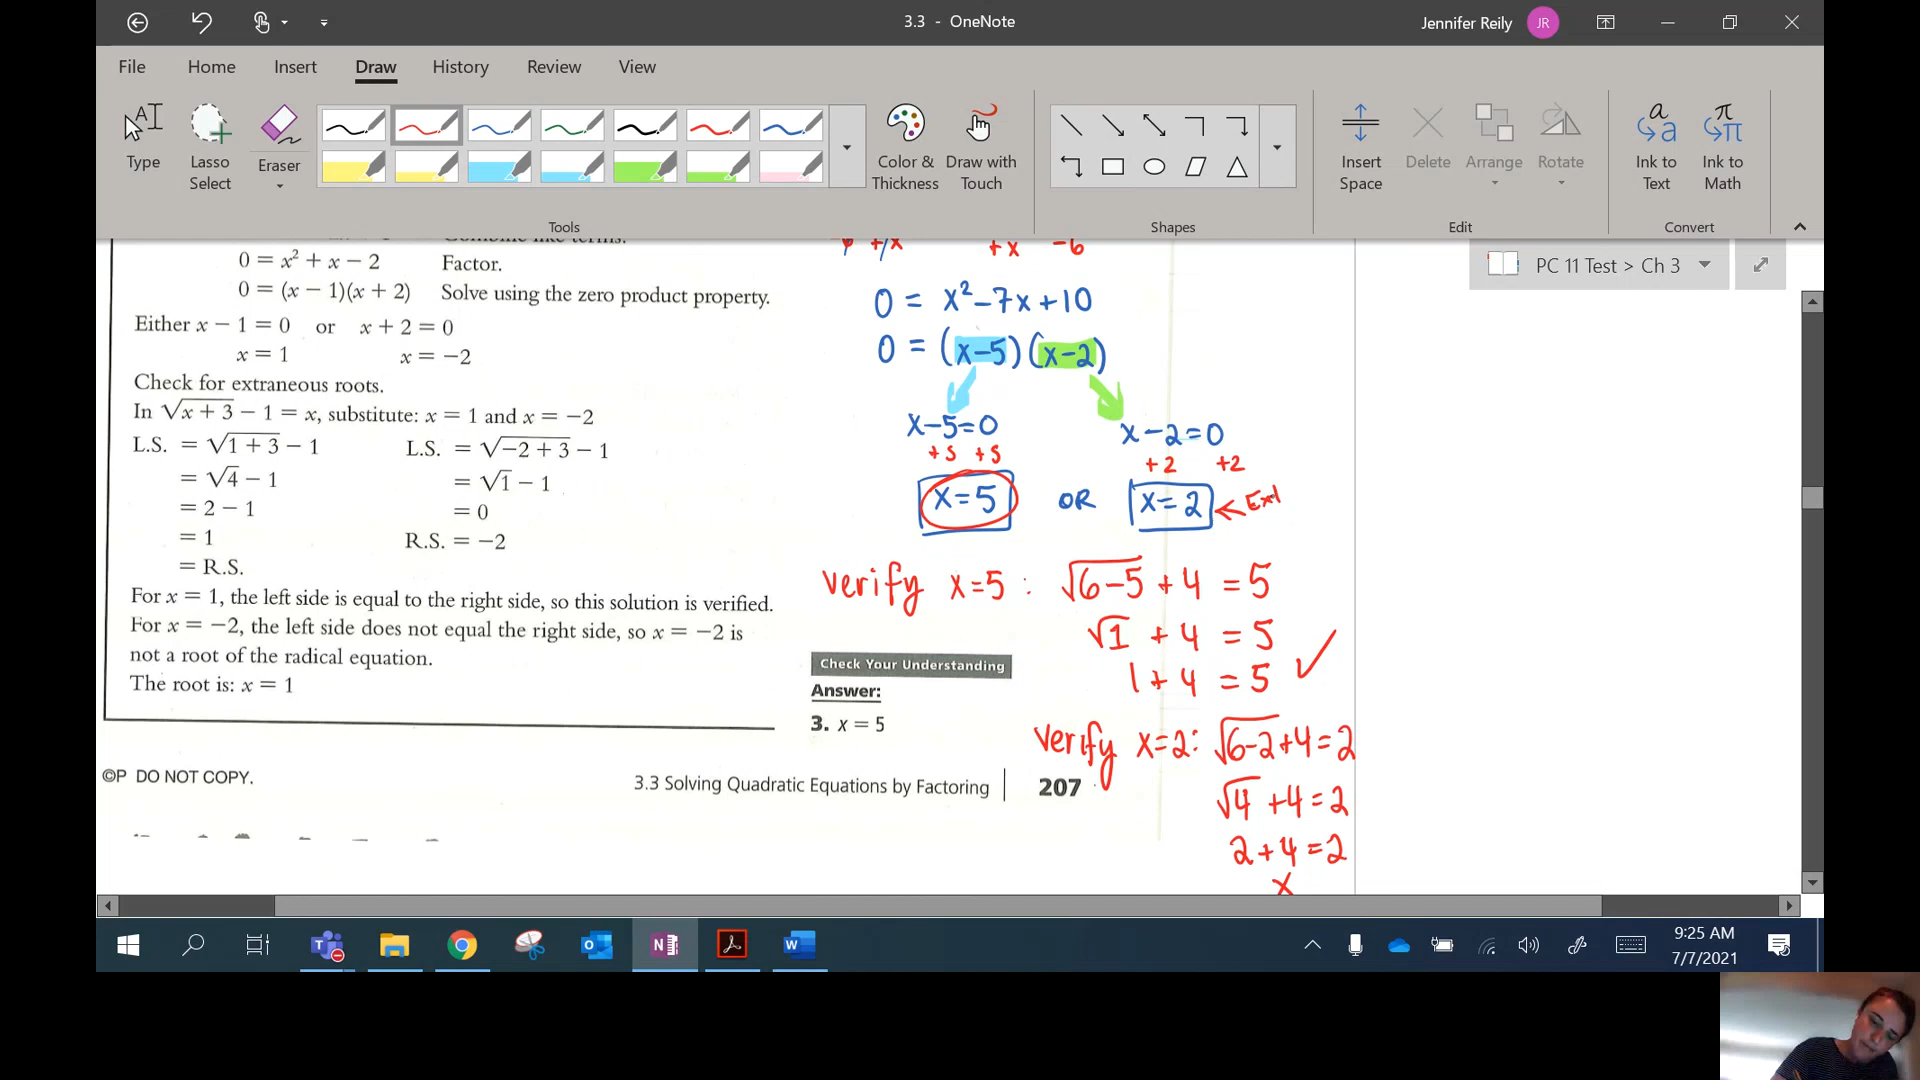 3.3 - OneNote
Jennifer Reily
JR
File Home Insert Draw History Review View
Type
Lasso Select
Eraser
Color & Thickness
Draw with Touch
Insert Space
Delete
Arrange
Rotate
Ink to Text
Ink to Math
Tools
Shapes
Edit
Convert
PC 11 Test > Ch 3
0 = x² + x − 2 Factor.
0 = (x − 1)(x + 2) Solve using the zero product property.
Either x − 1 = 0 or x + 2 = 0
x = 1 x = −2
Check for extraneous roots.
In √(x + 3) − 1 = x, substitute: x = 1 and x = −2
L.S. = √(1 + 3) − 1 L.S. = √(−2 + 3) − 1
= √4 − 1 = √1 − 1
= 2 − 1 = 0
= 1 R.S. = −2
= R.S.
For x = 1, the left side is equal to the right side, so this solution is verified.
For x = −2, the left side does not equal the right side, so x = −2 is
not a root of the radical equation.
The root is: x = 1
©P DO NOT COPY.
3.3 Solving Quadratic Equations by Factoring 207
+x −6
0 = x² − 7x + 10
0 = (x−5)(x−2)
x−5=0 x−2=0
+5 +5 +2 +2
x=5 OR x=2 ← Ext
verify x=5 : √(6−5) + 4 = 5
√1 + 4 = 5 ✓
1 + 4 = 5
Check Your Understanding
Answer:
3. x = 5
verify x=2: √(6−2)+4=2
√4 +4=2
2+4=2
x
9:25 AM
7/7/2021